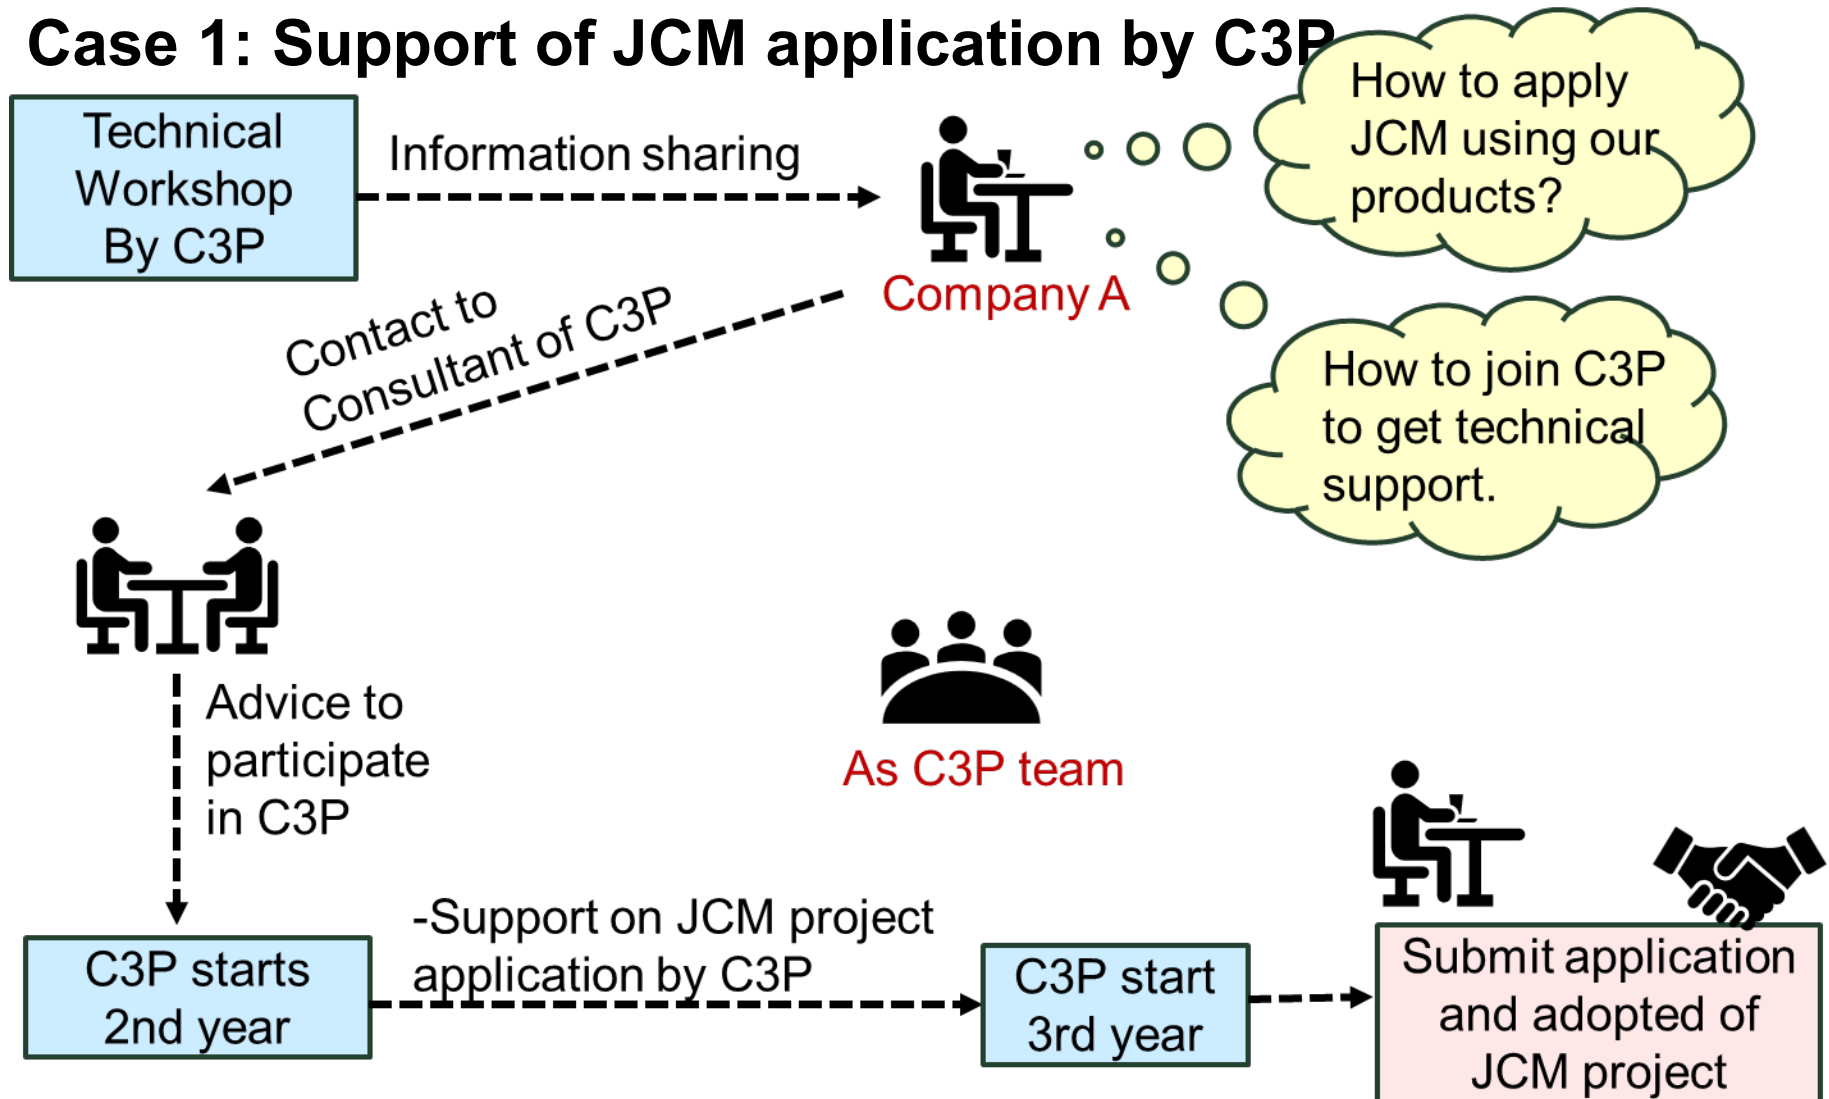 Case 1: Support of JCM application by C3P
Technical
Workshop
By C3P
Information sharing
Company A
How to apply
JCM using our
products?
How to join C3P
to get technical
support.
Contact to
Consultant of C3P
Advice to
participate
in C3P
As C3P team
C3P starts
2nd year
-Support on JCM project
application by C3P
C3P start
3rd year
Submit application
and adopted of
JCM project